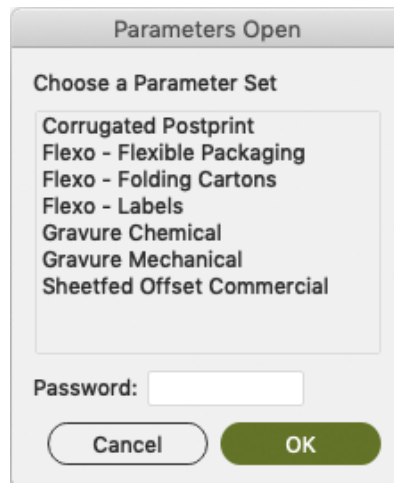 Parameters Open
Choose a Parameter Set
Corrugated Postprint
Flexo - Flexible Packaging
Flexo - Folding Cartons
Flexo - Labels
Gravure Chemical
Gravure Mechanical
Sheetfed Offset Commercial
Password:
Cancel OK